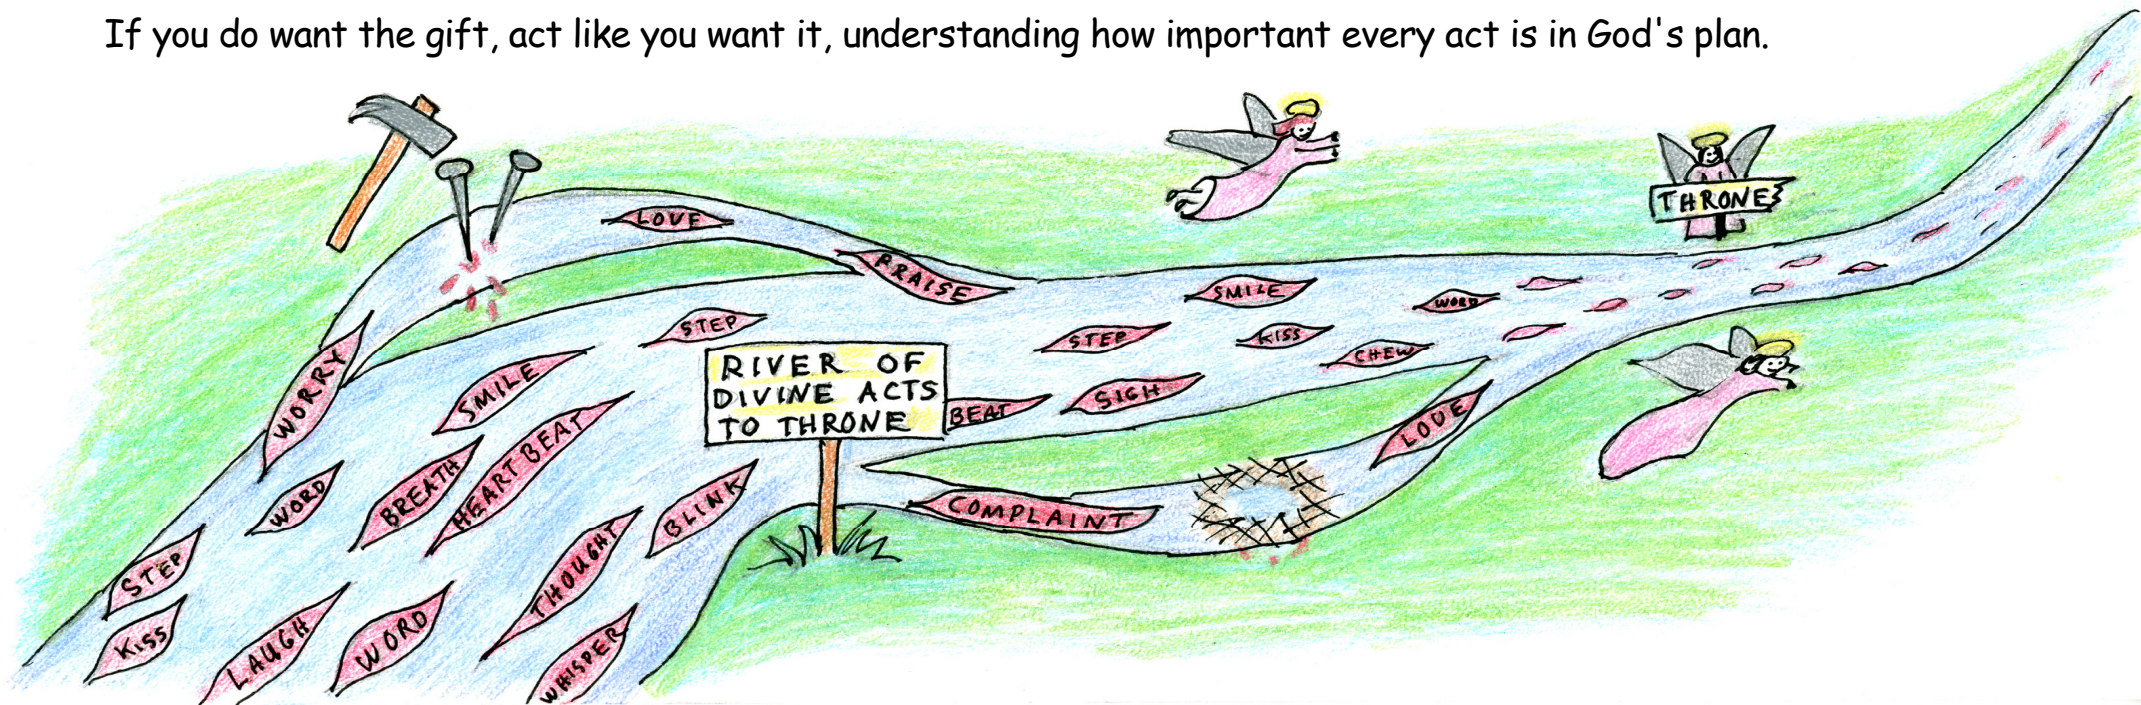 If you do want the gift, act like you want it, understanding how important every act is in God's plan.
THRONE
LOVE
PRAISE
SMILE
WORD
STEP
STEP
KISS
CHEW
WORRY
SMILE
RIVER OF
DIVINE ACTS
TO THRONE
BEAT
SIGH
LOVE
HEART BEAT
BREATH
WORD
BLINK
COMPLAINT
THOUGHT
STEP
KISS
LAUGH
WORD
WHISPER